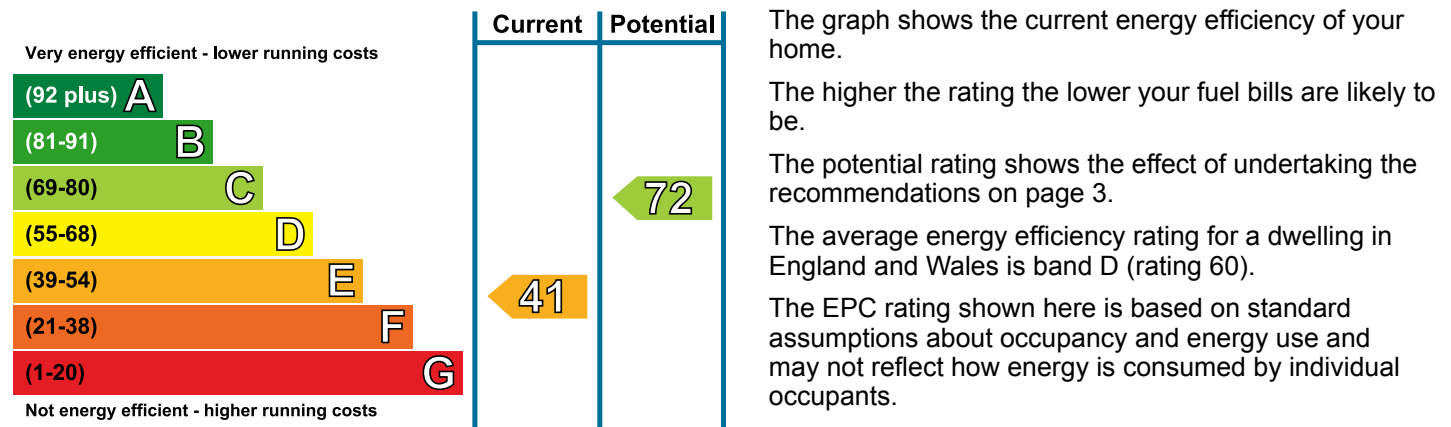 Current Potential
Very energy efficient - lower running costs
(92 plus) A
(81-91) B
(69-80) C
72
(55-68) D
(39-54) E
41
(21-38) F
(1-20) G
Not energy efficient - higher running costs
The graph shows the current energy efficiency of your
home.
The higher the rating the lower your fuel bills are likely to
be.
The potential rating shows the effect of undertaking the
recommendations on page 3.
The average energy efficiency rating for a dwelling in
England and Wales is band D (rating 60).
The EPC rating shown here is based on standard
assumptions about occupancy and energy use and
may not reflect how energy is consumed by individual
occupants.